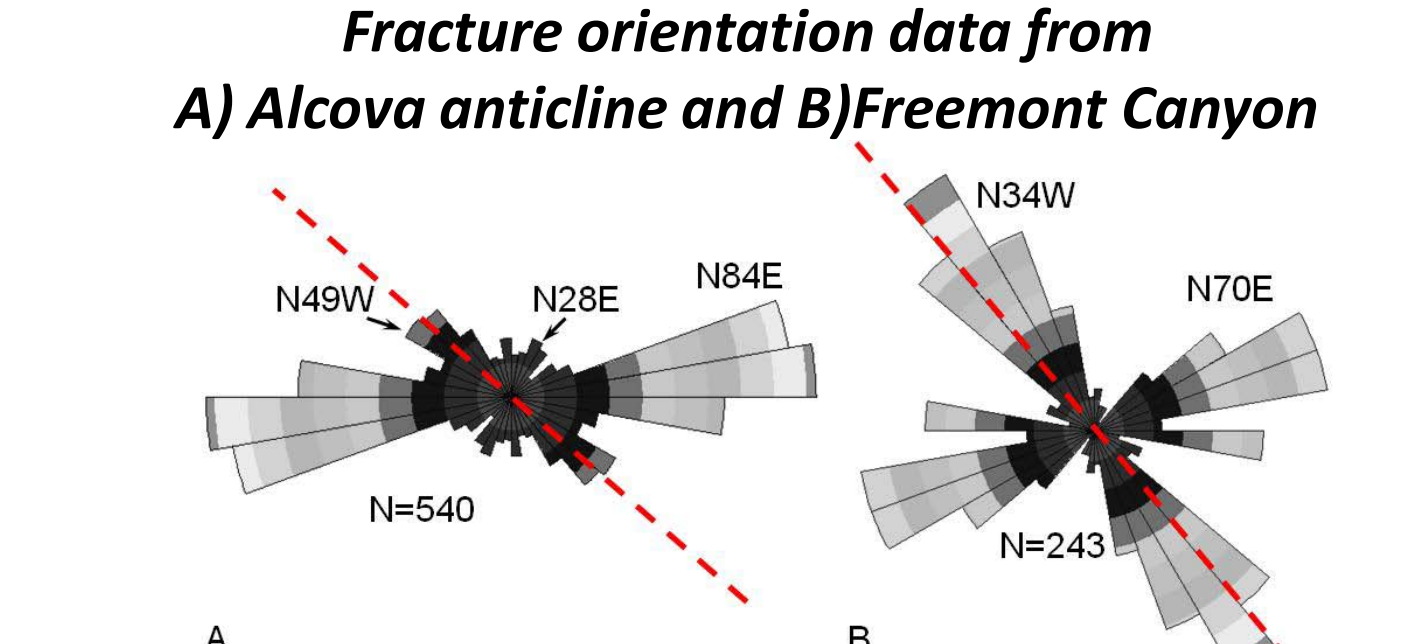 Fracture orientation data from
A) Alcova anticline and B)Freemont Canyon
N49W
N28E
N84E
N=540
A
N34W
N70E
N=243
B